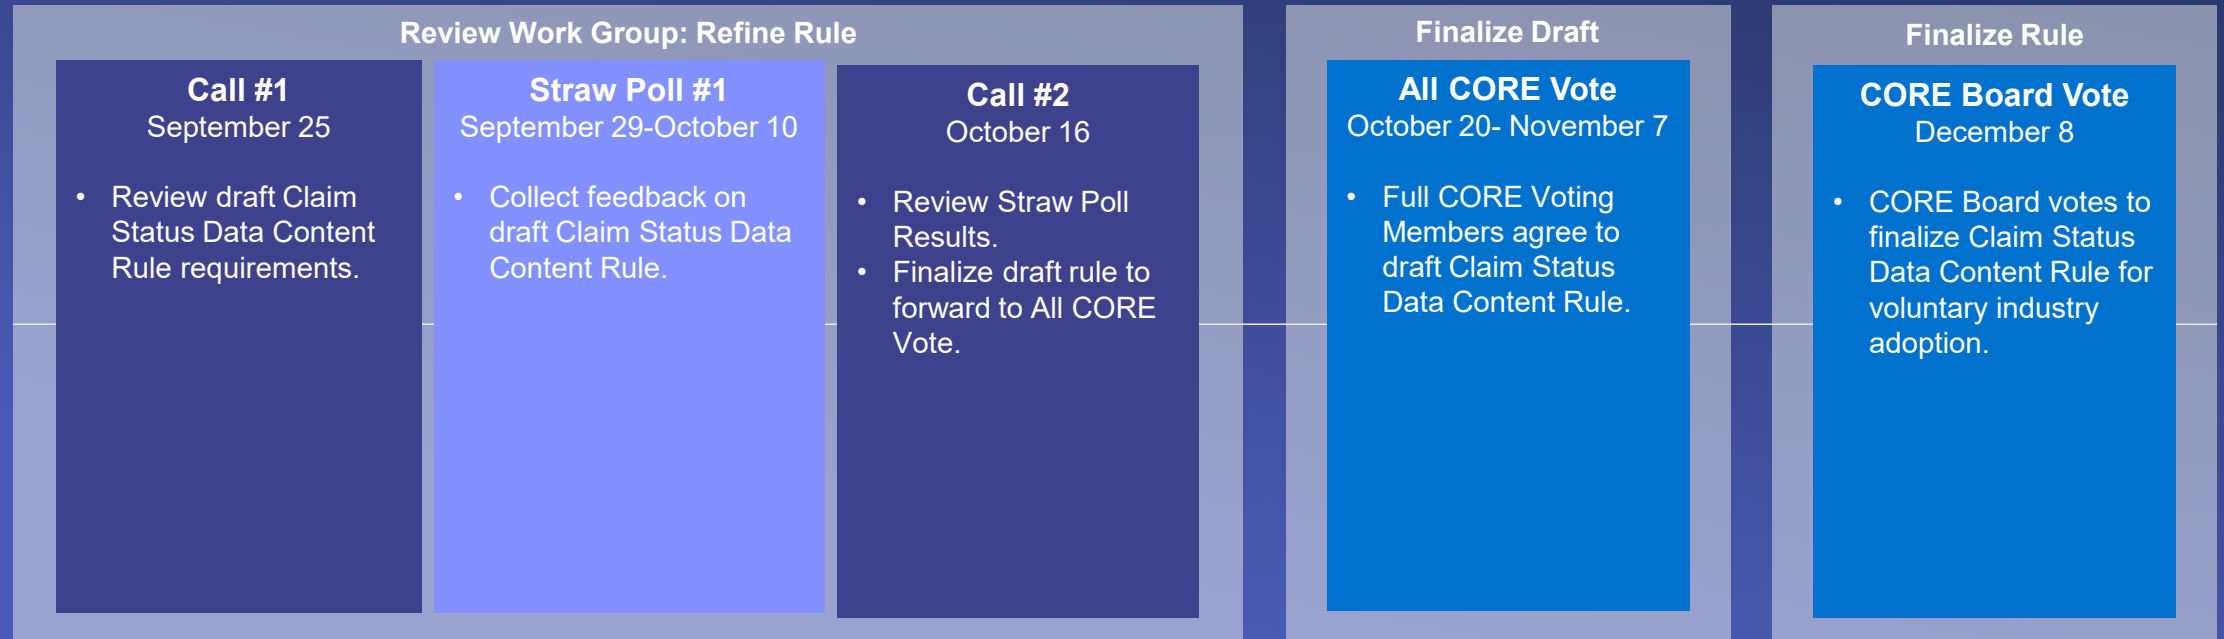 Review Work Group: Refine Rule
Call #1
September 25
• Review draft Claim
Status Data Content
Rule requirements.
Straw Poll #1
September 29-October 10
• Collect feedback on
draft Claim Status Data
Content Rule.
Call #2
October 16
• Review Straw Poll
Results.
• Finalize draft rule to
forward to All CORE
Vote.
Finalize Draft
All CORE Vote
October 20- November 7
• Full CORE Voting
Members agree to
draft Claim Status
Data Content Rule.
Finalize Rule
CORE Board Vote
December 8
• CORE Board votes to
finalize Claim Status
Data Content Rule for
voluntary industry
adoption.